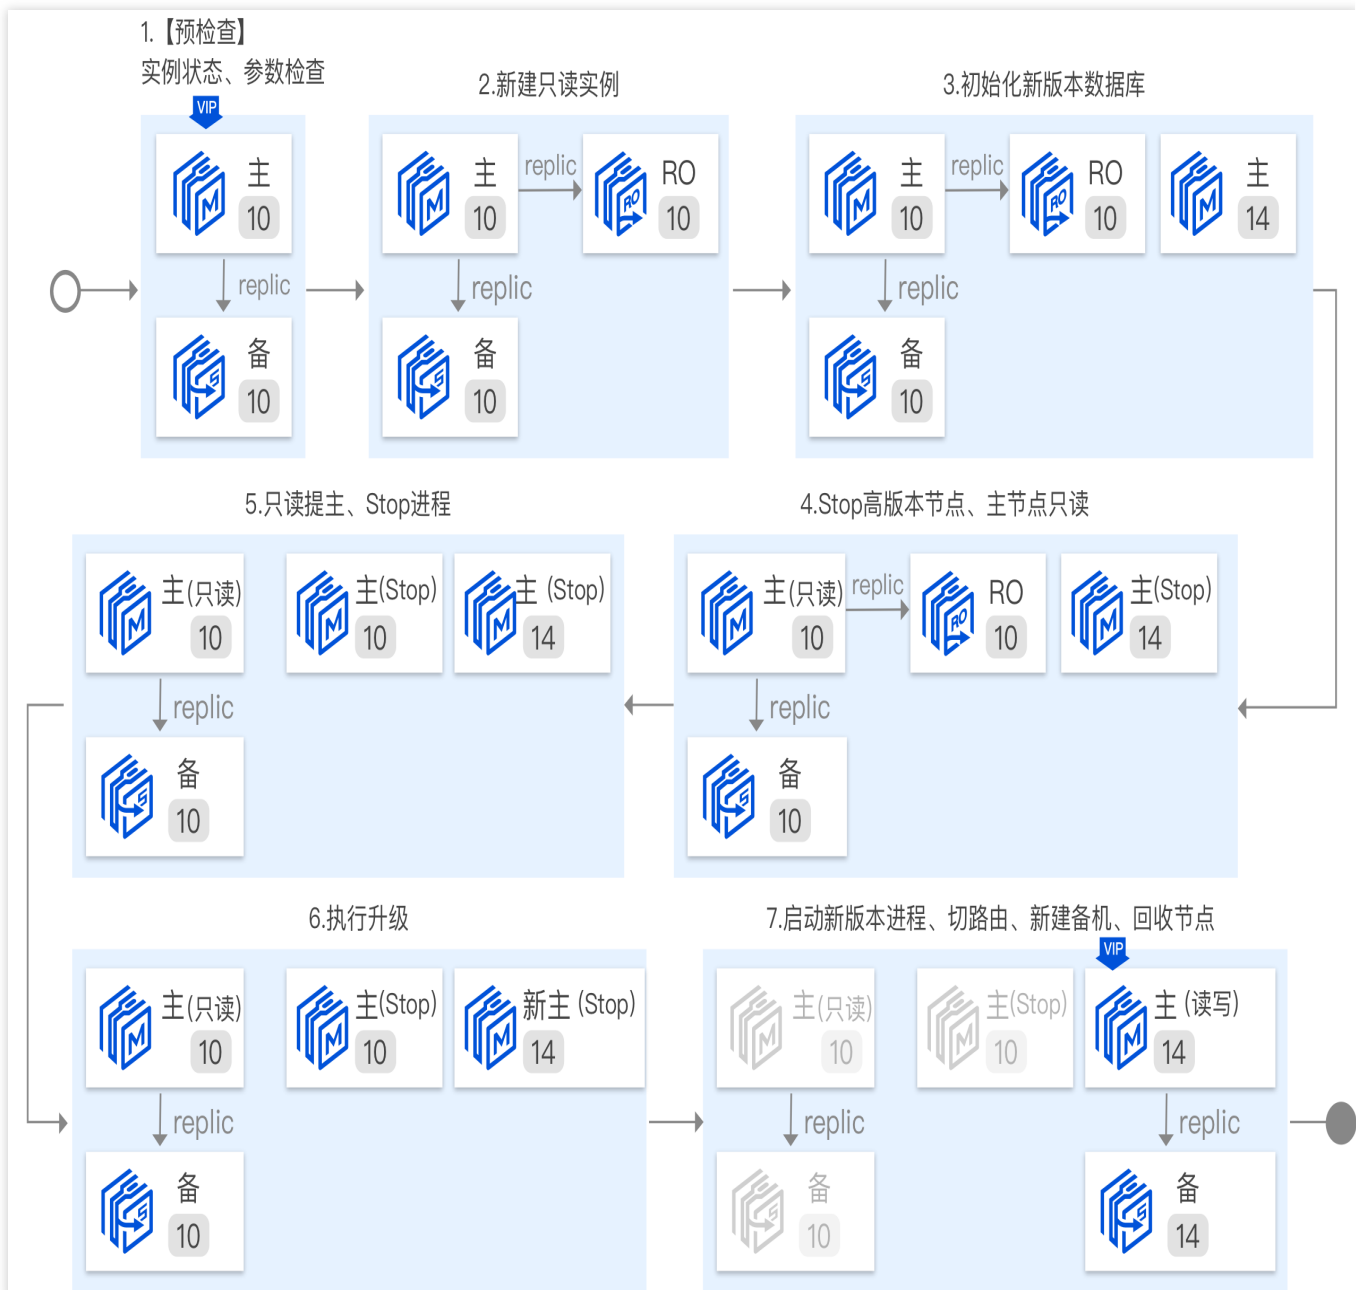 1.【预检查】
实例状态、参数检查
VIP
主
10
replic
备
10
2.新建只读实例
主
10
replic
RO
10
replic
备
10
3.初始化新版本数据库
主
10
replic
RO
10
主
14
replic
备
10
4.Stop高版本节点、主节点只读
主(只读)
10
replic
RO
10
主(Stop)
14
replic
备
10
5.只读提主、Stop进程
主(只读)
10
主(Stop)
10
主 (Stop)
14
replic
备
10
6.执行升级
主(只读)
10
主(Stop)
10
新主 (Stop)
14
replic
备
10
7.启动新版本进程、切路由、新建备机、回收节点
VIP
主(只读)
10
主(Stop)
10
主 (读写)
14
replic
replic
备
10
备
14